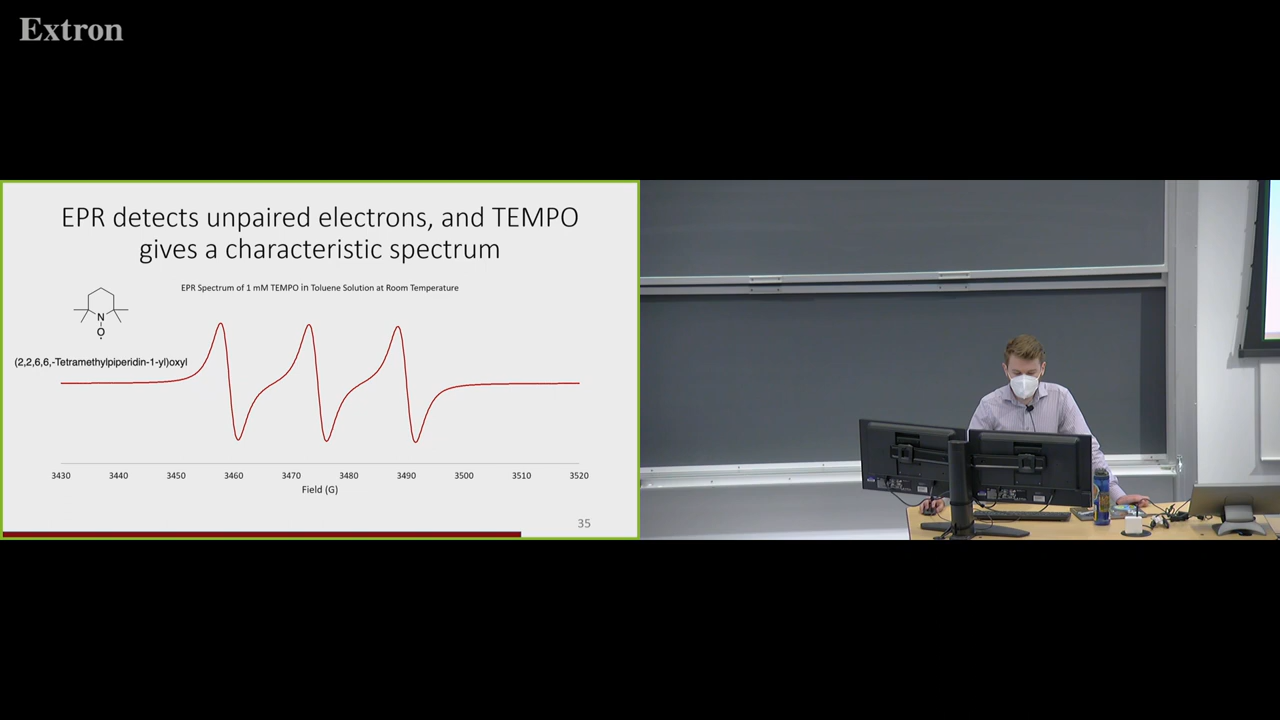 Extron
EPR detects unpaired electrons, and TEMPO
gives a characteristic spectrum
EPR Spectrum of 1 mM TEMPO in Toluene Solution at Room Temperature
N
O
(2,2,6,6,-Tetramethylpiperidin-1-yl)oxyl
3430 3440 3450 3460 3470 3480 3490 3500 3510 3520
Field (G)
35